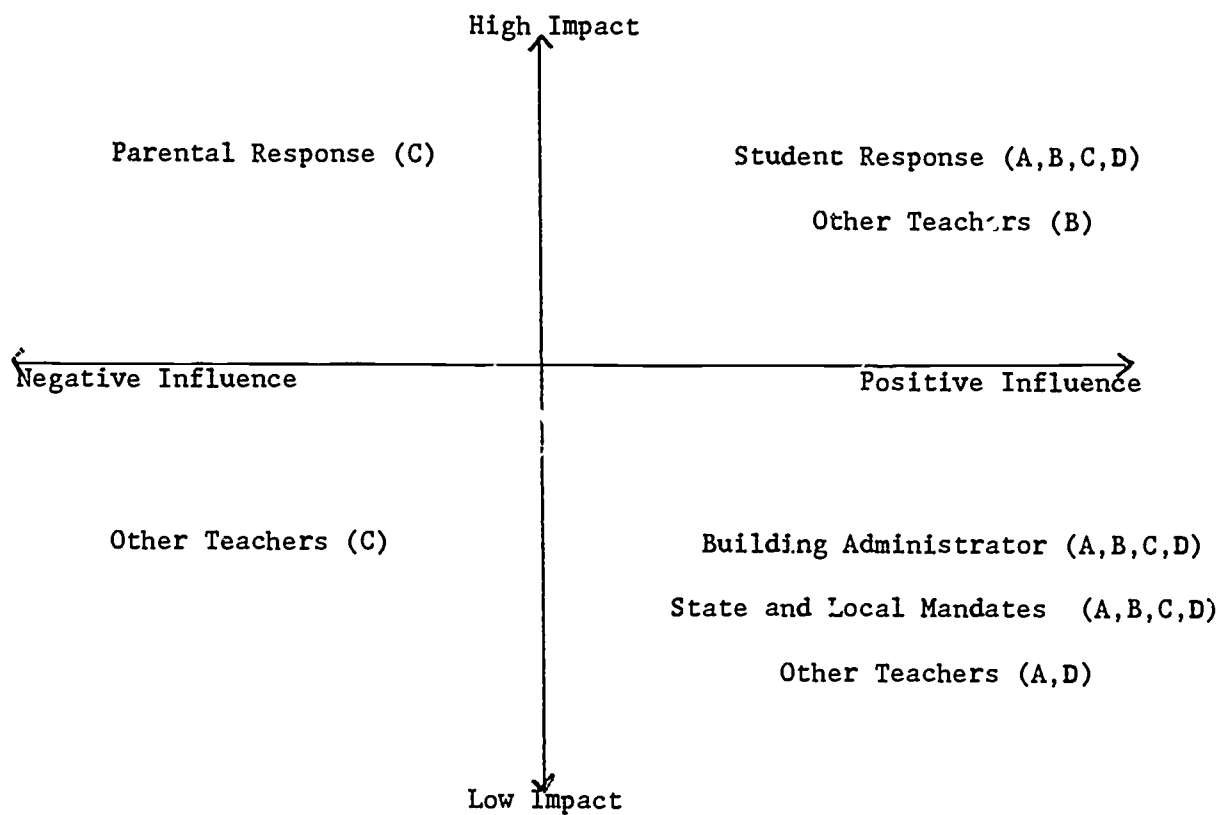 High Impact
Parental Response (C)
Student Response (A,B,C,D)
Other Teachers (B)
Negative Influence
Positive Influence
Other Teachers (C)
Building Administrator (A,B,C,D)
State and Local Mandates (A,B,C,D)
Other Teachers (A,D)
Low Impact